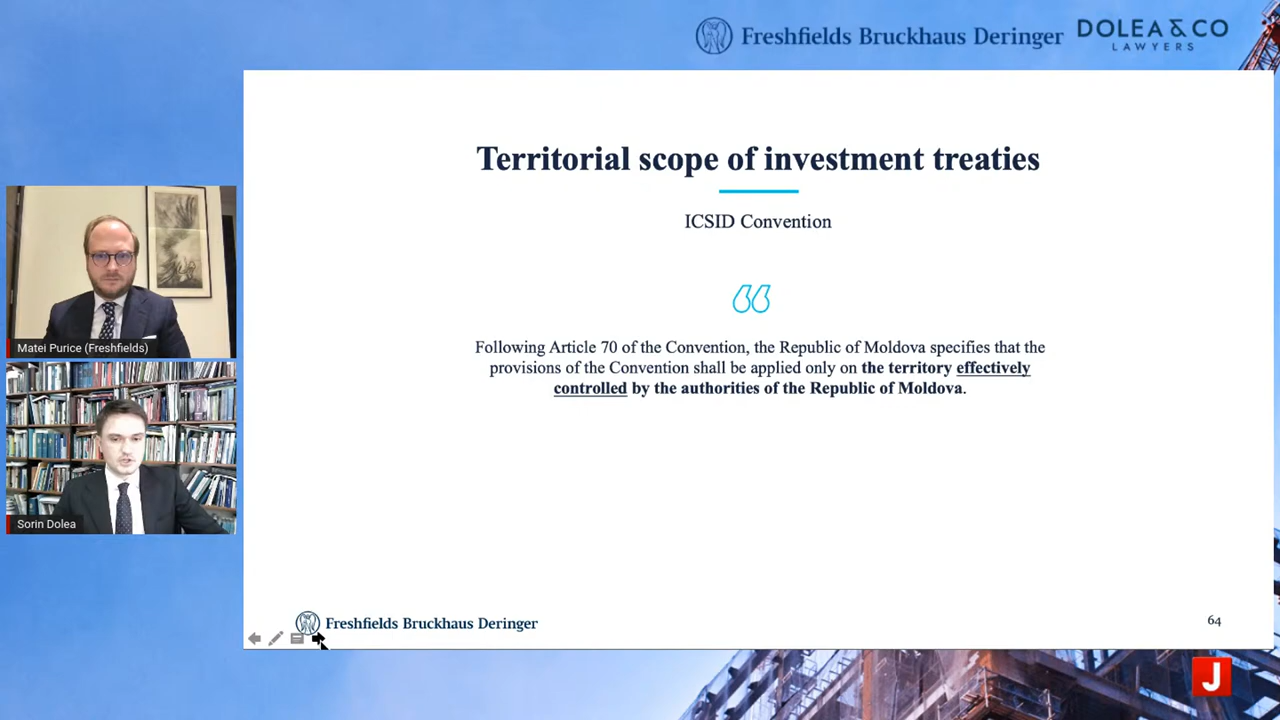 Freshfields Bruckhaus Deringer
DOLEA & CO
LAWYERS
Territorial scope of investment treaties
ICSID Convention
Following Article 70 of the Convention, the Republic of Moldova specifies that the
provisions of the Convention shall be applied only on the territory effectively
controlled by the authorities of the Republic of Moldova.
Matei Purice (Freshfields)
Sorin Dolea
Freshfields Bruckhaus Deringer
64
J